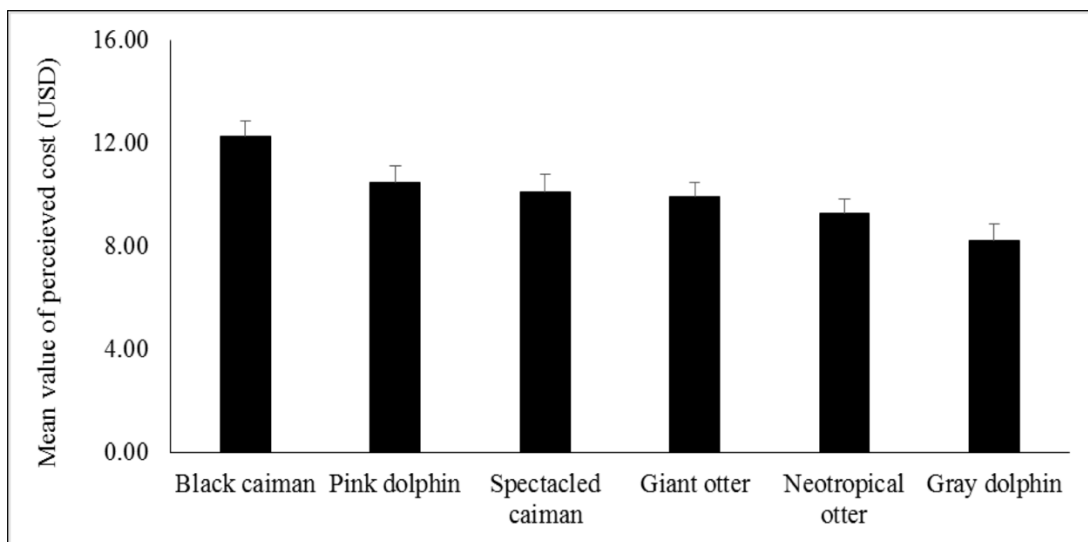 Mean value of perceieved cost (USD)
16.00
12.00
8.00
4.00
0.00
Black caiman
Pink dolphin
Spectacled
caiman
Giant otter
Neotropical
otter
Gray dolphin